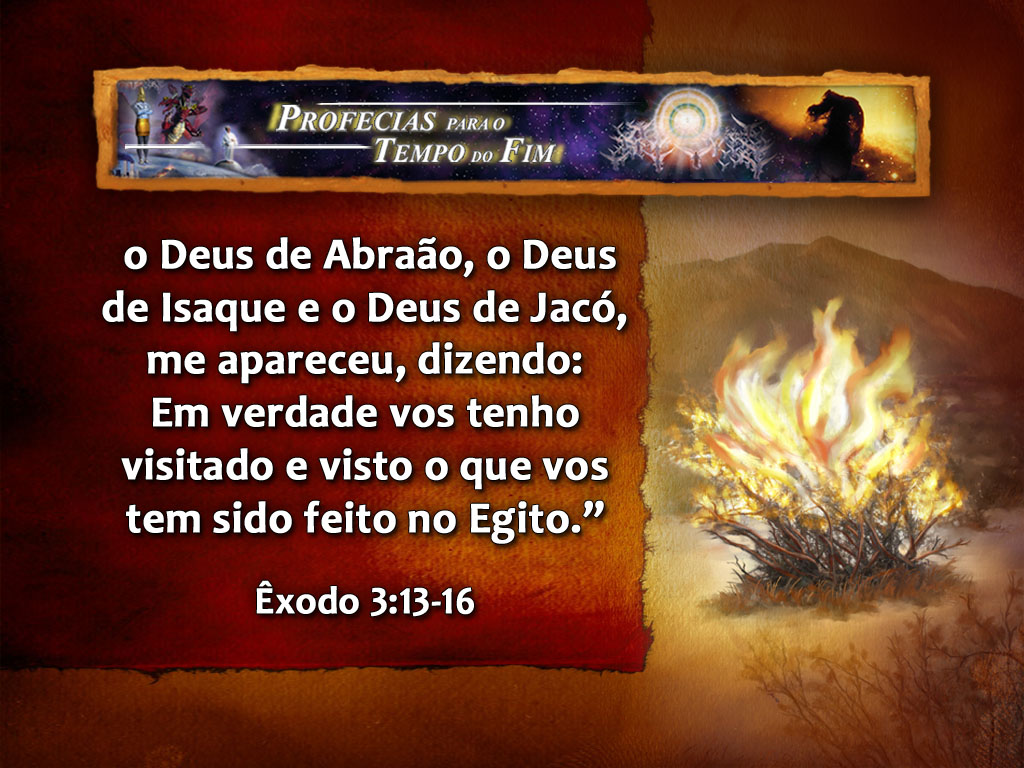 PROFECIAS PARA O
TEMPO DO FIM
o Deus de Abraão, o Deus
de Isaque e o Deus de Jacó,
me apareceu, dizendo:
Em verdade vos tenho
visitado e visto o que vos
tem sido feito no Egito.”
Êxodo 3:13-16